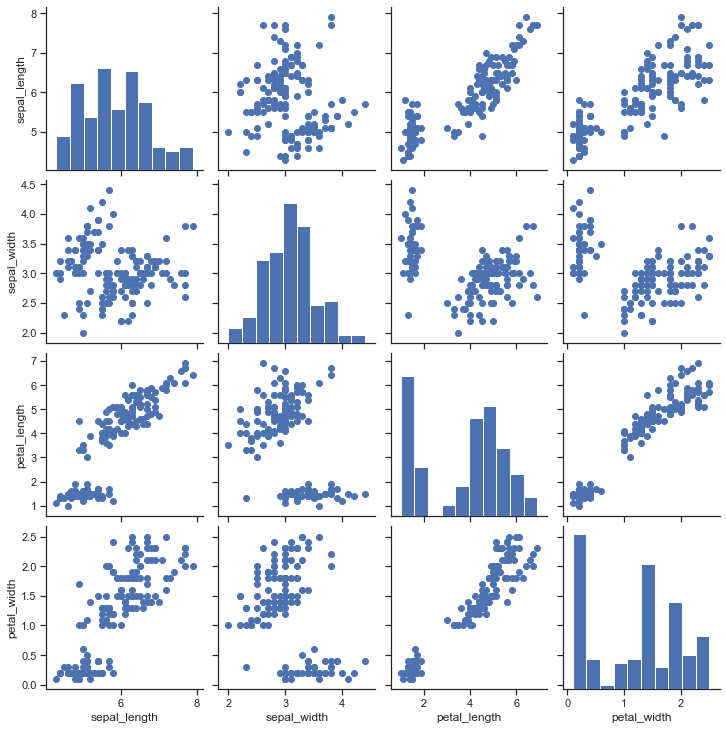 8
7
6
5
sepal_length
4.5
4.0
3.5
3.0
2.5
2.0
sepal_width
7
6
5
4
3
2
1
petal_length
2.5
2.0
1.5
1.0
0.5
0.0
petal_width
6 8
sepal_length
2 3 4
sepal_width
2 4 6
petal_length
0 1 2
petal_width